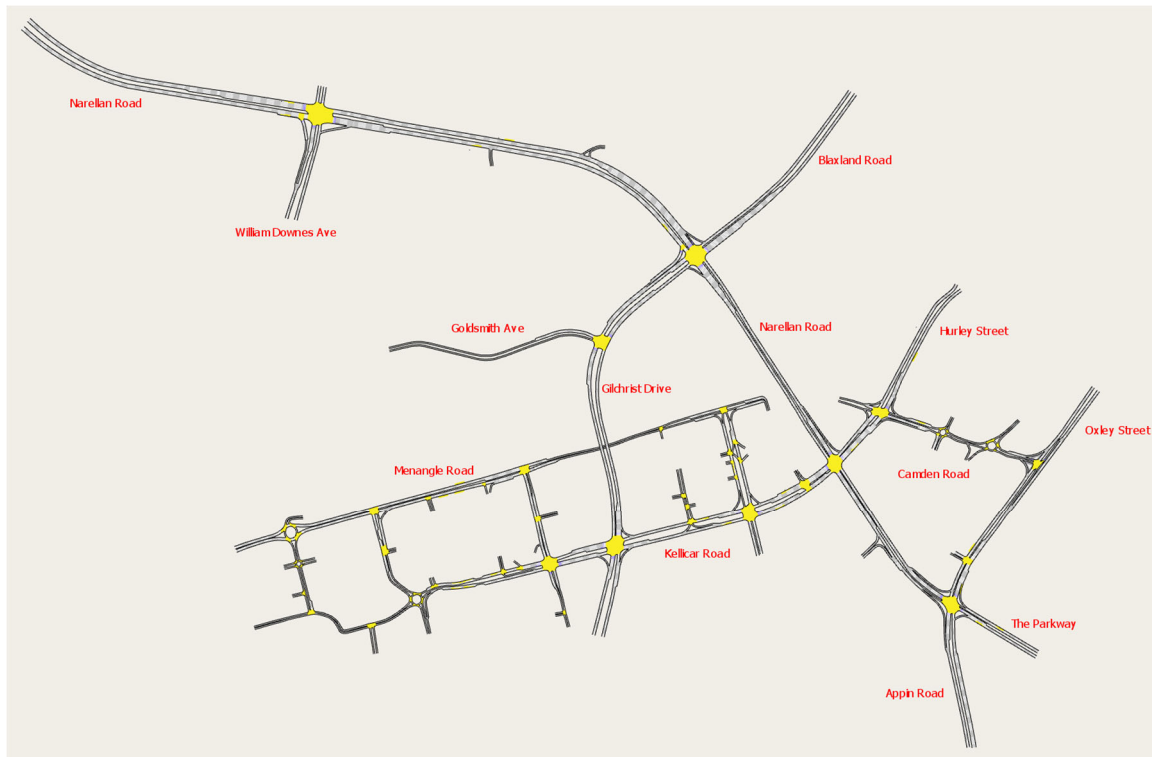 Narellan Road
Blaxland Road
William Downes Ave
Goldsmith Ave
Narellan Road
Hurley Street
Gilchrist Drive
Oxley Street
Menangle Road
Camden Road
Kellicar Road
The Parkway
Appin Road